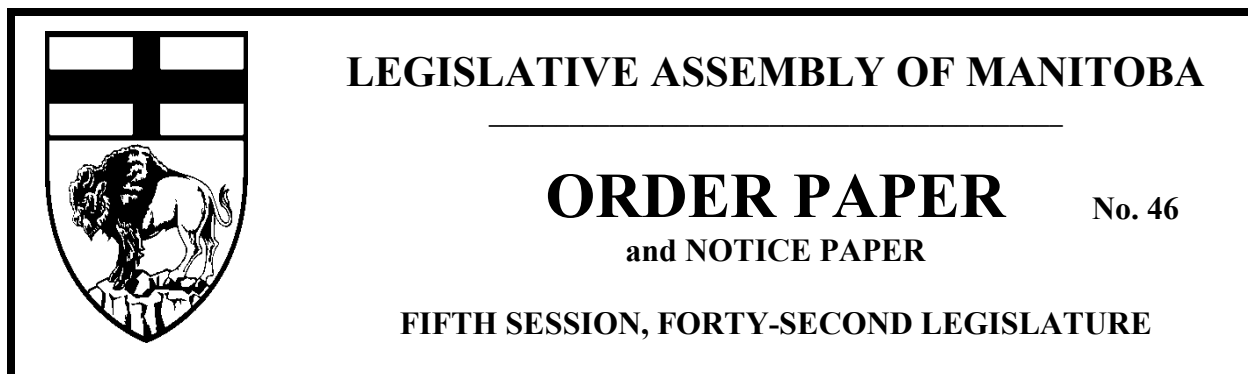 LEGISLATIVE ASSEMBLY OF MANITOBA
ORDER PAPER No. 46
and NOTICE PAPER
FIFTH SESSION, FORTY-SECOND LEGISLATURE